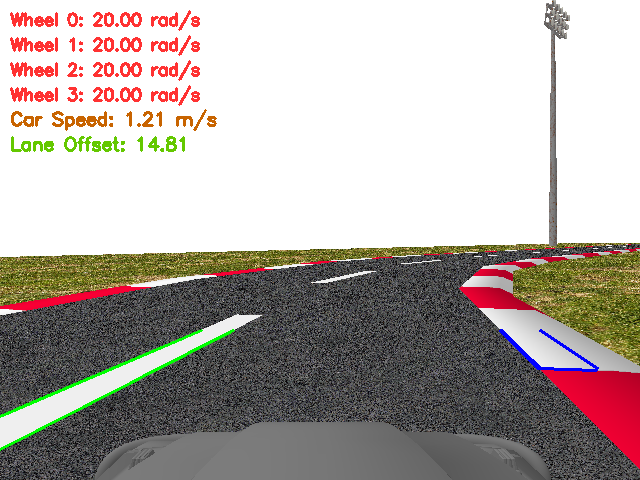 Wheel 0: 20.00 rad/s
Wheel 1: 20.00 rad/s
Wheel 2: 20.00 rad/s
Wheel 3: 20.00 rad/s
Car Speed: 1.21 m/s
Lane Offset: 14.81